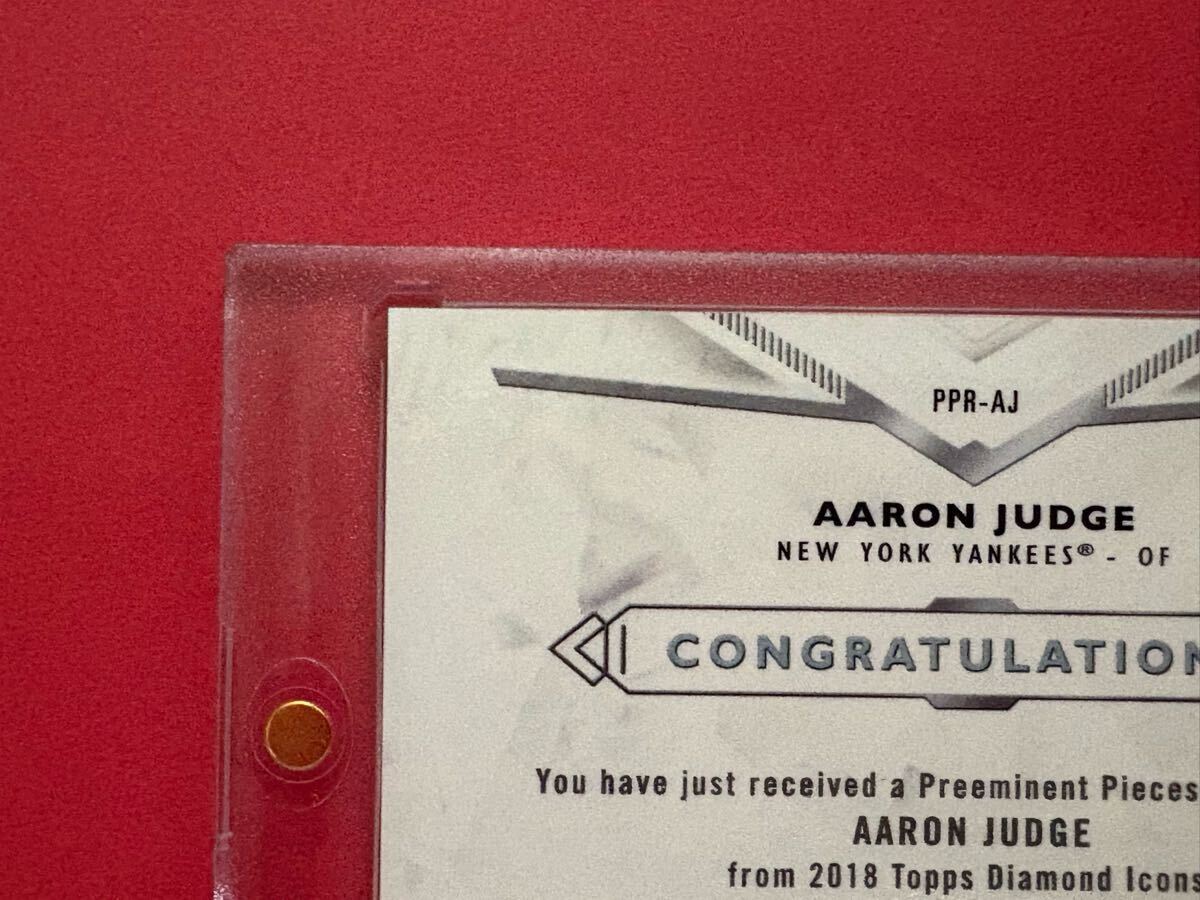 PPR-AJ
AARON JUDGE
NEW YORK YANKEES® - OF
CONGRATULATION
You have just received a Preeminent Pieces
AARON JUDGE
from 2018 Topps Diamond Icons